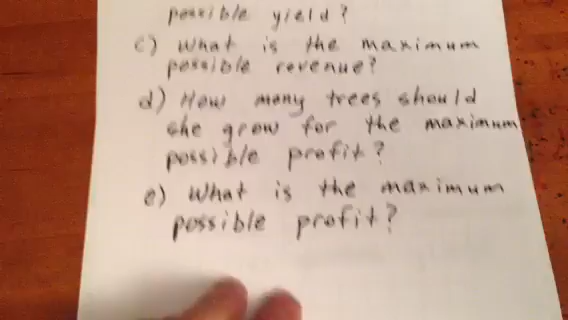 possible yield?
c) What is the maximum
possible revenue?
d) How many trees should
she grow for the maximum
possible profit?
e) What is the maximum
possible profit?